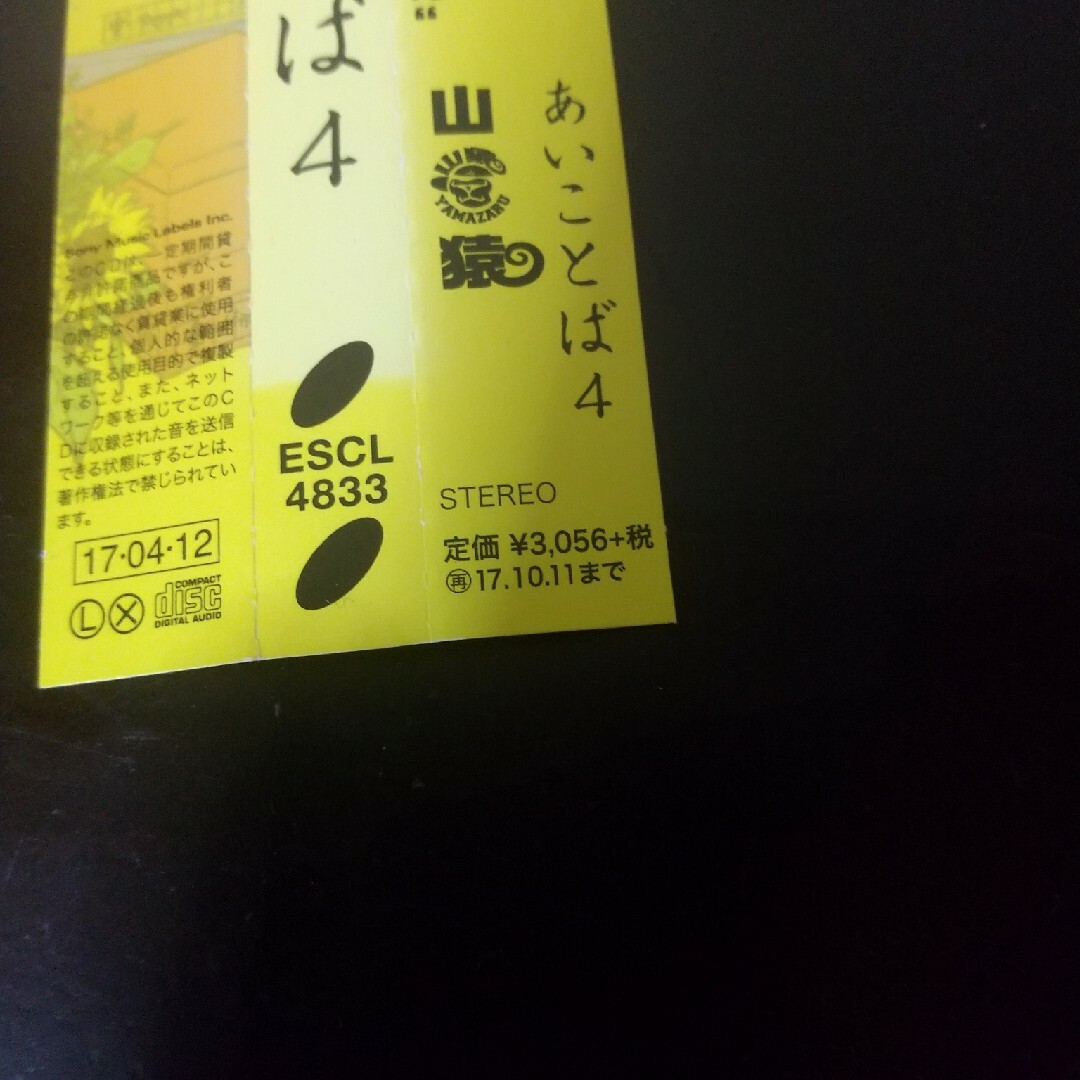 Sony Music Labels Inc.
このCDは、一定期間貸
与非許諾商品ですが、こ
の期間経過後も権利者
の許諾なく賃貸業に使用
すること、個人的な範囲
を超える使用目的で複製
すること、また、ネット
ワーク等を通じてこのC
Dに収録された音を送信
できる状態にすることは、
著作権法で禁じられてい
ます。
17・04・12
L X COMPACT
disc
DIGITAL AUDIO
ば4
ESCL
4833
山
山猿
YAMAZARU
猿
あいことば4
STEREO
定価 ¥3,056+税
再17.10.11まで